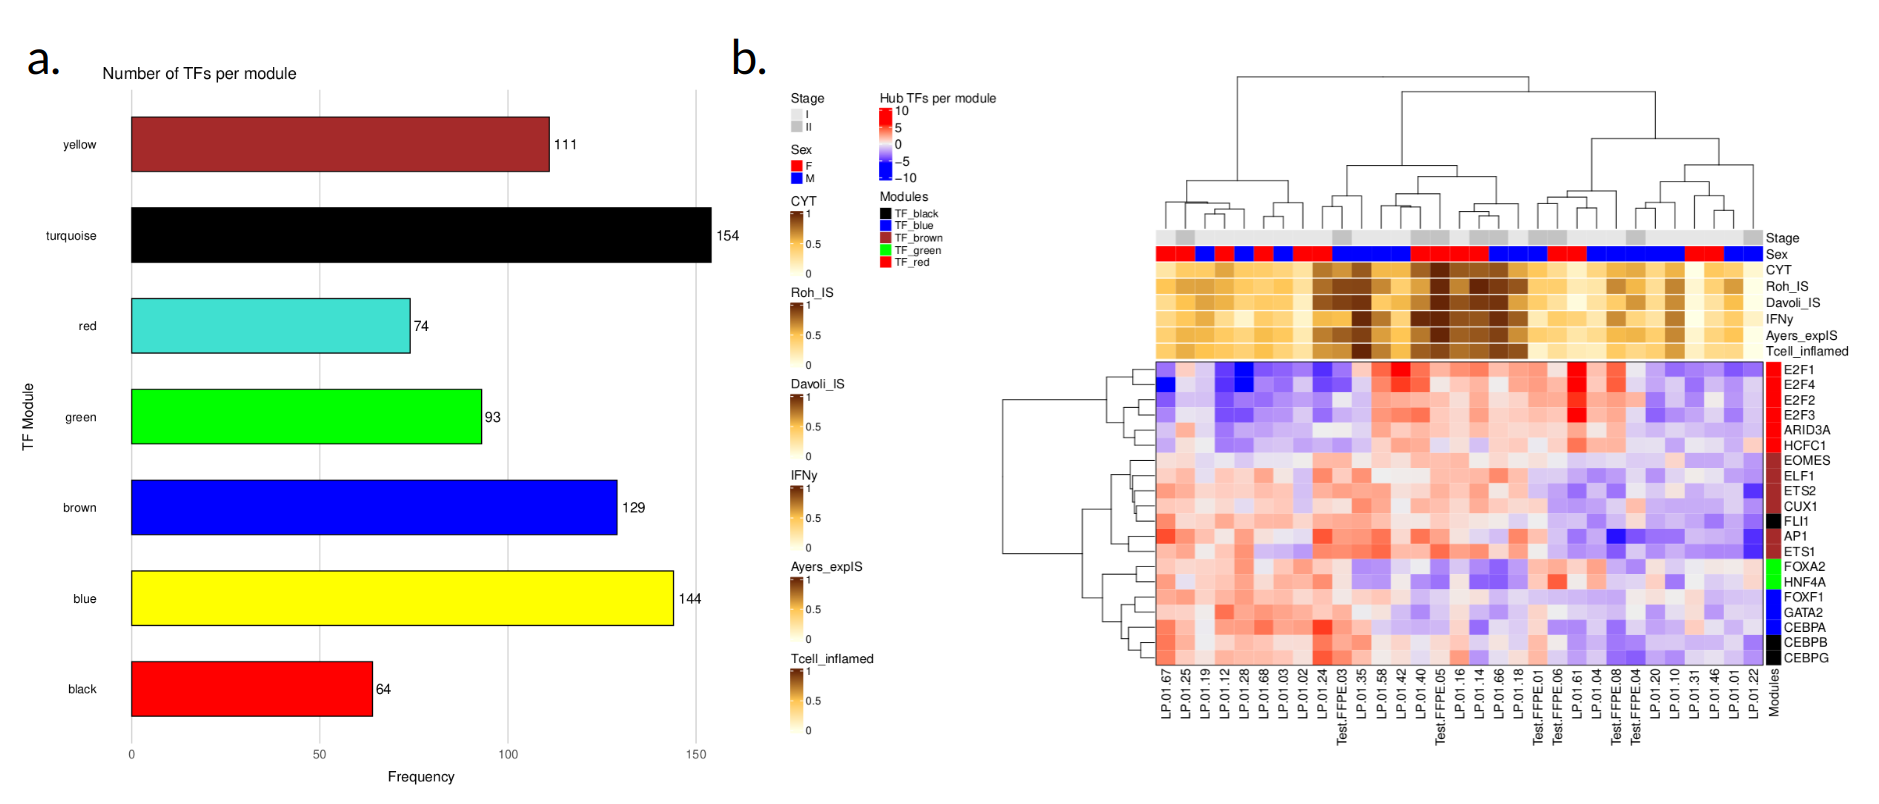 a.
Number of TFs per module
TF Module
yellow
111
turquoise
154
red
74
green
93
brown
129
blue
144
black
64
0
50
100
150
Frequency
b.
Stage
I
II
Sex
F
M
CYT
1
0.5
0
Roh_IS
1
0.5
0
Davoli_IS
1
0.5
0
IFNy
1
0.5
0
Ayers_expIS
1
0.5
0
Tcell_inflamed
1
0.5
0
Hub TFs per module
10
5
0
−5
−10
Modules
TF_black
TF_blue
TF_brown
TF_green
TF_red
Stage
Sex
CYT
Roh_IS
Davoli_IS
IFNy
Ayers_expIS
Tcell_inflamed
E2F1
E2F4
E2F2
E2F3
ARID3A
HCFC1
EOMES
ELF1
ETS2
CUX1
FLI1
AP1
ETS1
FOXA2
HNF4A
FOXF1
GATA2
CEBPA
CEBPB
CEBPG
LP.01.67
LP.01.25
LP.01.19
LP.01.12
LP.01.28
LP.01.68
LP.01.03
LP.01.02
LP.01.24
Test.FFPE.03
LP.01.35
LP.01.58
LP.01.42
LP.01.40
Test.FFPE.05
LP.01.16
LP.01.14
LP.01.66
LP.01.18
Test.FFPE.01
Test.FFPE.06
LP.01.61
LP.01.04
Test.FFPE.08
Test.FFPE.04
LP.01.20
LP.01.10
LP.01.31
LP.01.46
LP.01.01
LP.01.22
Modules